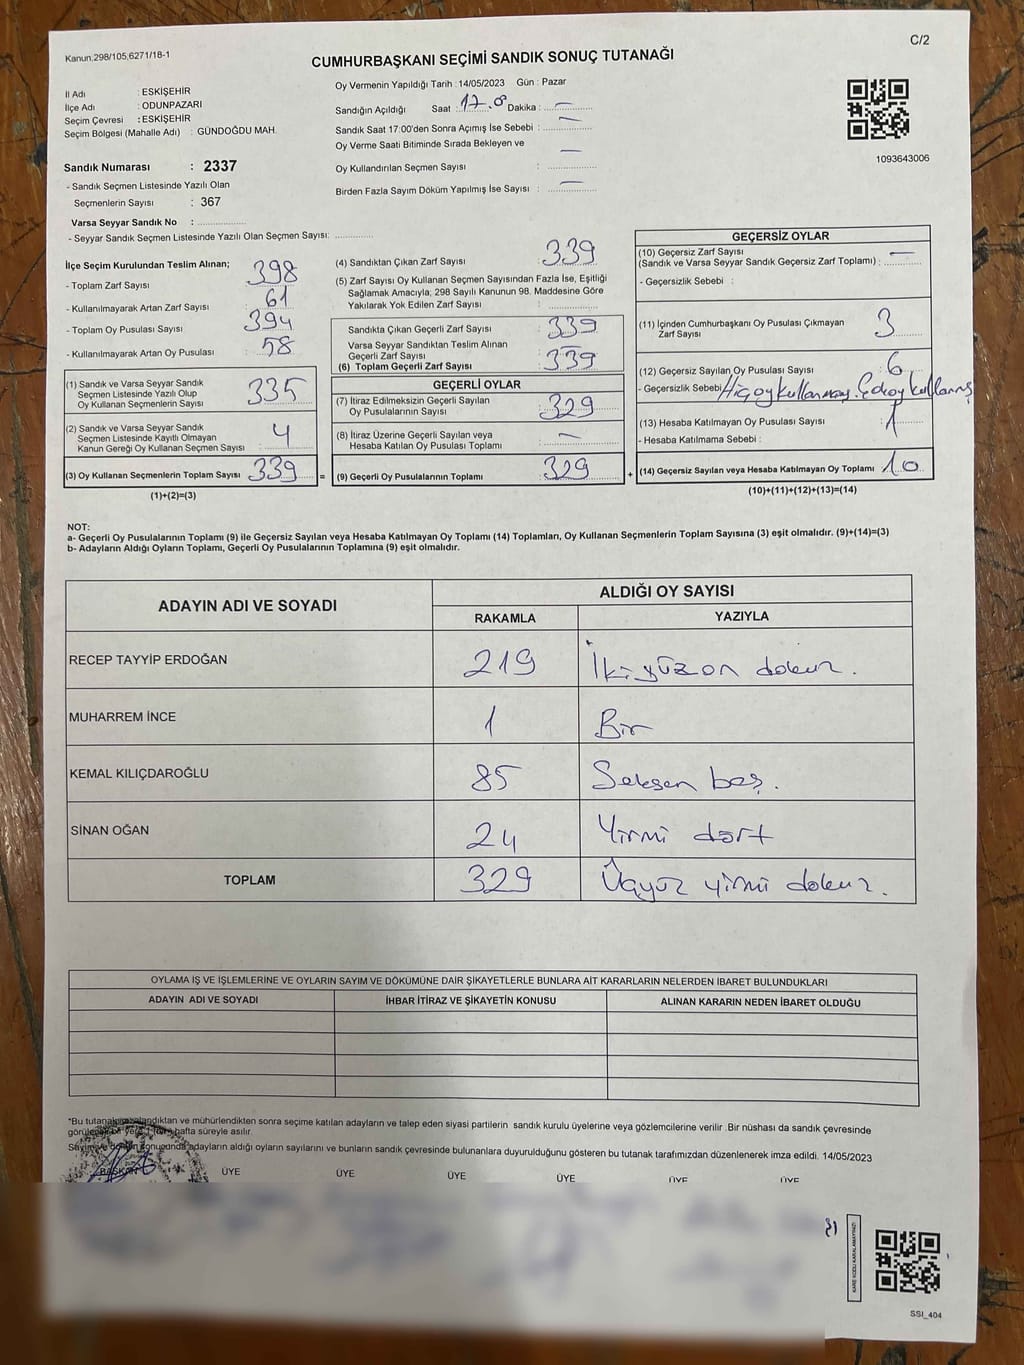 C/2
Kanun.298/105,6271/18-1
CUMHURBAŞKANI SEÇİMİ SANDIK SONUÇ TUTANAĞI
İl Adı : ESKİŞEHİR
İlçe Adı : ODUNPAZARI
Seçim Çevresi : ESKİŞEHİR
Seçim Bölgesi (Mahalle Adı) : GÜNDOĞDU MAH.
Oy Vermenin Yapıldığı Tarih : 14/05/2023 Gün : Pazar
Sandığın Açıldığı Saat : 17.0 Dakika : —
Sandık Saat 17:00'den Sonra Açımış İse Sebebi : —
Oy Verme Saati Bitiminde Sırada Bekleyen ve
Oy Kullandırılan Seçmen Sayısı : —
Birden Fazla Sayım Döküm Yapılmış İse Sayısı : —
1093643006
Sandık Numarası : 2337
- Sandık Seçmen Listesinde Yazılı Olan
Seçmenlerin Sayısı : 367
Varsa Seyyar Sandık No :
- Seyyar Sandık Seçmen Listesinde Yazılı Olan Seçmen Sayısı:
İlçe Seçim Kurulundan Teslim Alınan;
- Toplam Zarf Sayısı : 398
- Kullanılmayarak Artan Zarf Sayısı : 61
- Toplam Oy Pusulası Sayısı : 394
- Kullanılmayarak Artan Oy Pusulası : 58
(1) Sandık ve Varsa Seyyar Sandık
Seçmen Listesinde Yazılı Olup
Oy Kullanan Seçmenlerin Sayısı : 335
(2) Sandık ve Varsa Seyyar Sandık
Seçmen Listesinde Kayıtlı Olmayan
Kanun Gereği Oy Kullanan Seçmen Sayısı : 4
(3) Oy Kullanan Seçmenlerin Toplam Sayısı : 339 =
(1)+(2)=(3)
(4) Sandıktan Çıkan Zarf Sayısı : 339
(5) Zarf Sayısı Oy Kullanan Seçmen Sayısından Fazla İse, Eşitliği
Sağlamak Amacıyla; 298 Sayılı Kanunun 98. Maddesine Göre
Yakılarak Yok Edilen Zarf Sayısı :
Sandıkta Çıkan Geçerli Zarf Sayısı : 339
Varsa Seyyar Sandıktan Teslim Alınan
Geçerli Zarf Sayısı :
(6) Toplam Geçerli Zarf Sayısı : 339
GEÇERLİ OYLAR
(7) İtiraz Edilmeksizin Geçerli Sayılan
Oy Pusulalarının Sayısı : 329
(8) İtiraz Üzerine Geçerli Sayılan veya
Hesaba Katılan Oy Pusulası Toplamı : —
(9) Geçerli Oy Pusulalarının Toplamı : 329 +
GEÇERSİZ OYLAR
(10) Geçersiz Zarf Sayısı
(Sandık ve Varsa Seyyar Sandık Geçersiz Zarf Toplamı) : —
- Geçersizlik Sebebi :
(11) İçinden Cumhurbaşkanı Oy Pusulası Çıkmayan
Zarf Sayısı : 3
(12) Geçersiz Sayılan Oy Pusulası Sayısı : 6
- Geçersizlik Sebebi
(13) Hesaba Katılmayan Oy Pusulası Sayısı : 1
- Hesaba Katılmama Sebebi :
(14) Geçersiz Sayılan veya Hesaba Katılmayan Oy Toplamı : 10
(10)+(11)+(12)+(13)=(14)
NOT:
a- Geçerli Oy Pusulalarının Toplamı (9) ile Geçersiz Sayılan veya Hesaba Katılmayan Oy Toplamı (14) Toplamları, Oy Kullanan Seçmenlerin Toplam Sayısına (3) eşit olmalıdır. (9)+(14)=(3)
b- Adayların Aldığı Oyların Toplamı, Geçerli Oy Pusulalarının Toplamına (9) eşit olmalıdır.
ADAYIN ADI VE SOYADI
ALDIĞI OY SAYISI
RAKAMLA YAZIYLA
RECEP TAYYİP ERDOĞAN 219 İkiyüzon dokuz.
MUHARREM İNCE 1 Bir
KEMAL KILIÇDAROĞLU 85 Seksen beş.
SİNAN OĞAN 24 Yirmi dört
TOPLAM 329 Üçyüz yirmi dokuz.
OYLAMA İŞ VE İŞLEMLERİNE VE OYLARIN SAYIM VE DÖKÜMÜNE DAİR ŞİKAYETLERLE BUNLARA AİT KARARLARIN NELERDEN İBARET BULUNDUKLARI
ADAYIN ADI VE SOYADI İHBAR İTİRAZ VE ŞİKAYETİN KONUSU ALINAN KARARIN NEDEN İBARET OLDUĞU
*Bu tutanak mühürlendikten sonra seçime katılan adayların ve talep eden siyasi partilerin sandık kurulu üyelerine veya gözlemcilerine verilir .Bir nüshası da sandık çevresinde
hafta süreyle asılır.
adayların aldığı oyların sayılarını ve bunların sandık çevresinde bulunanlara duyurulduğunu gösteren bu tutanak tarafımızdan düzenlenerek imza edildi. 14/05/2023
BAŞKAN ÜYE ÜYE ÜYE ÜYE ÜYE ÜYE
SSI_404